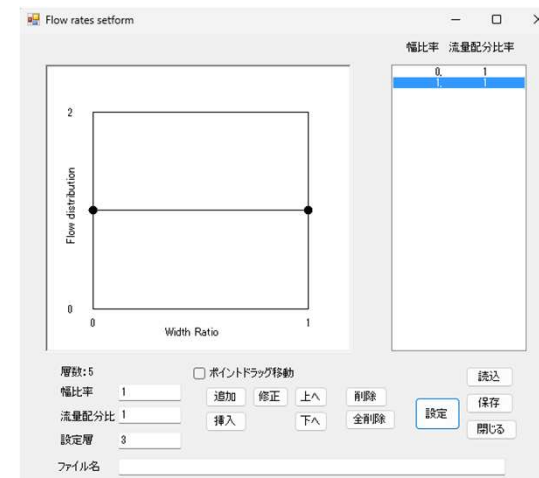 Flow rates setform
幅比率 流量配分比率
0. 1
1. 1
2
Flow distribution
0
0 1
Width Ratio
層数:5
ポイントドラッグ移動
読込
幅比率 1
追加 修正 上へ 削除
保存
流量配分比 1
挿入 下へ 全削除
設定
閉じる
設定層 3
ファイル名